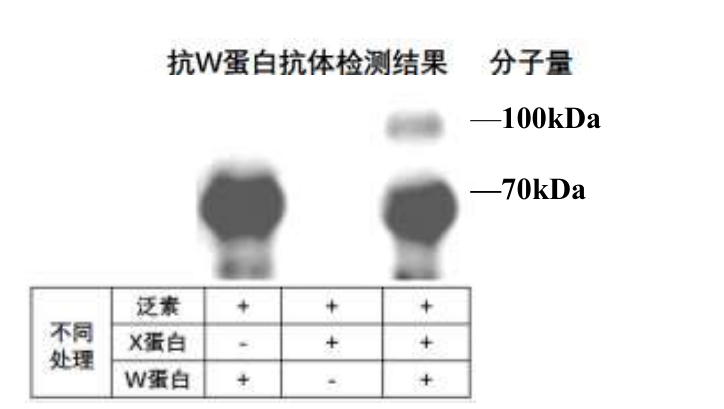 抗W蛋白抗体检测结果 分子量
—100kDa
—70kDa
不同处理 泛素 + + +
X蛋白 - + +
W蛋白 + - +